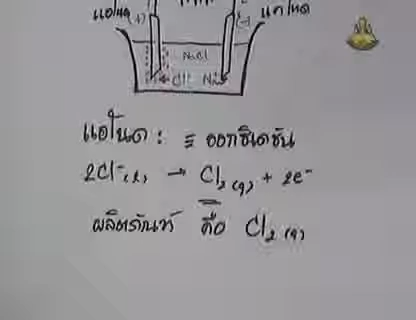 แอโนด (+) (-) แคโทด
NaCl
Cl⁻ Na⁺
แอโนด : ออกซิเดชัน
2Cl⁻(l) → Cl₂(g) + 2e⁻
ผลิตภัณฑ์ คือ Cl₂(g)